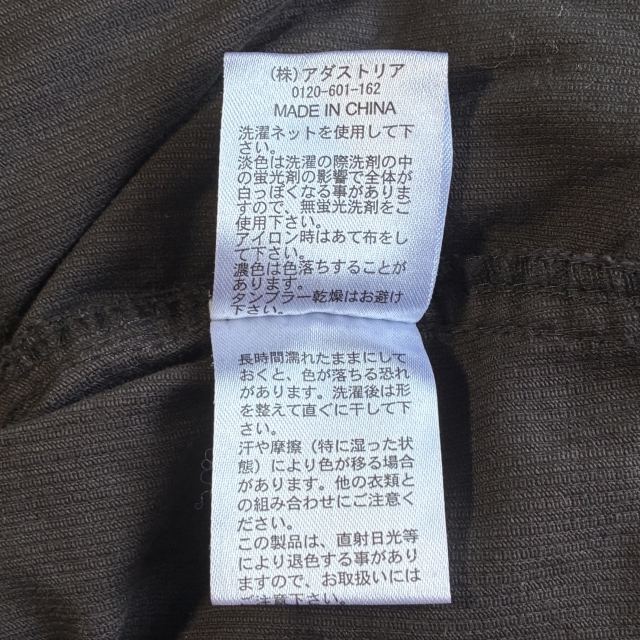 (株)アダストリア
0120-601-162
MADE IN CHINA
洗濯ネットを使用して下
さい。
淡色は洗濯の際洗剤の中
の蛍光剤の影響で全体が
白っぽくなる事がありま
すので、無蛍光洗剤をご
使用下さい。
アイロン時はあて布をし
て下さい。
濃色は色落ちすることが
あります。
タンブラー乾燥はお避け
下さい。
長時間濡れたままにして
おくと、色が落ちる恐れ
があります。洗濯後は形
を整えて直ぐに干して下
さい。
汗や摩擦(特に湿った状
態)により色が移る場合
があります。他の衣類と
の組み合わせにご注意く
ださい。
この製品は、直射日光等
により退色する事があり
ますので、お取扱いには
ご注意下さい。